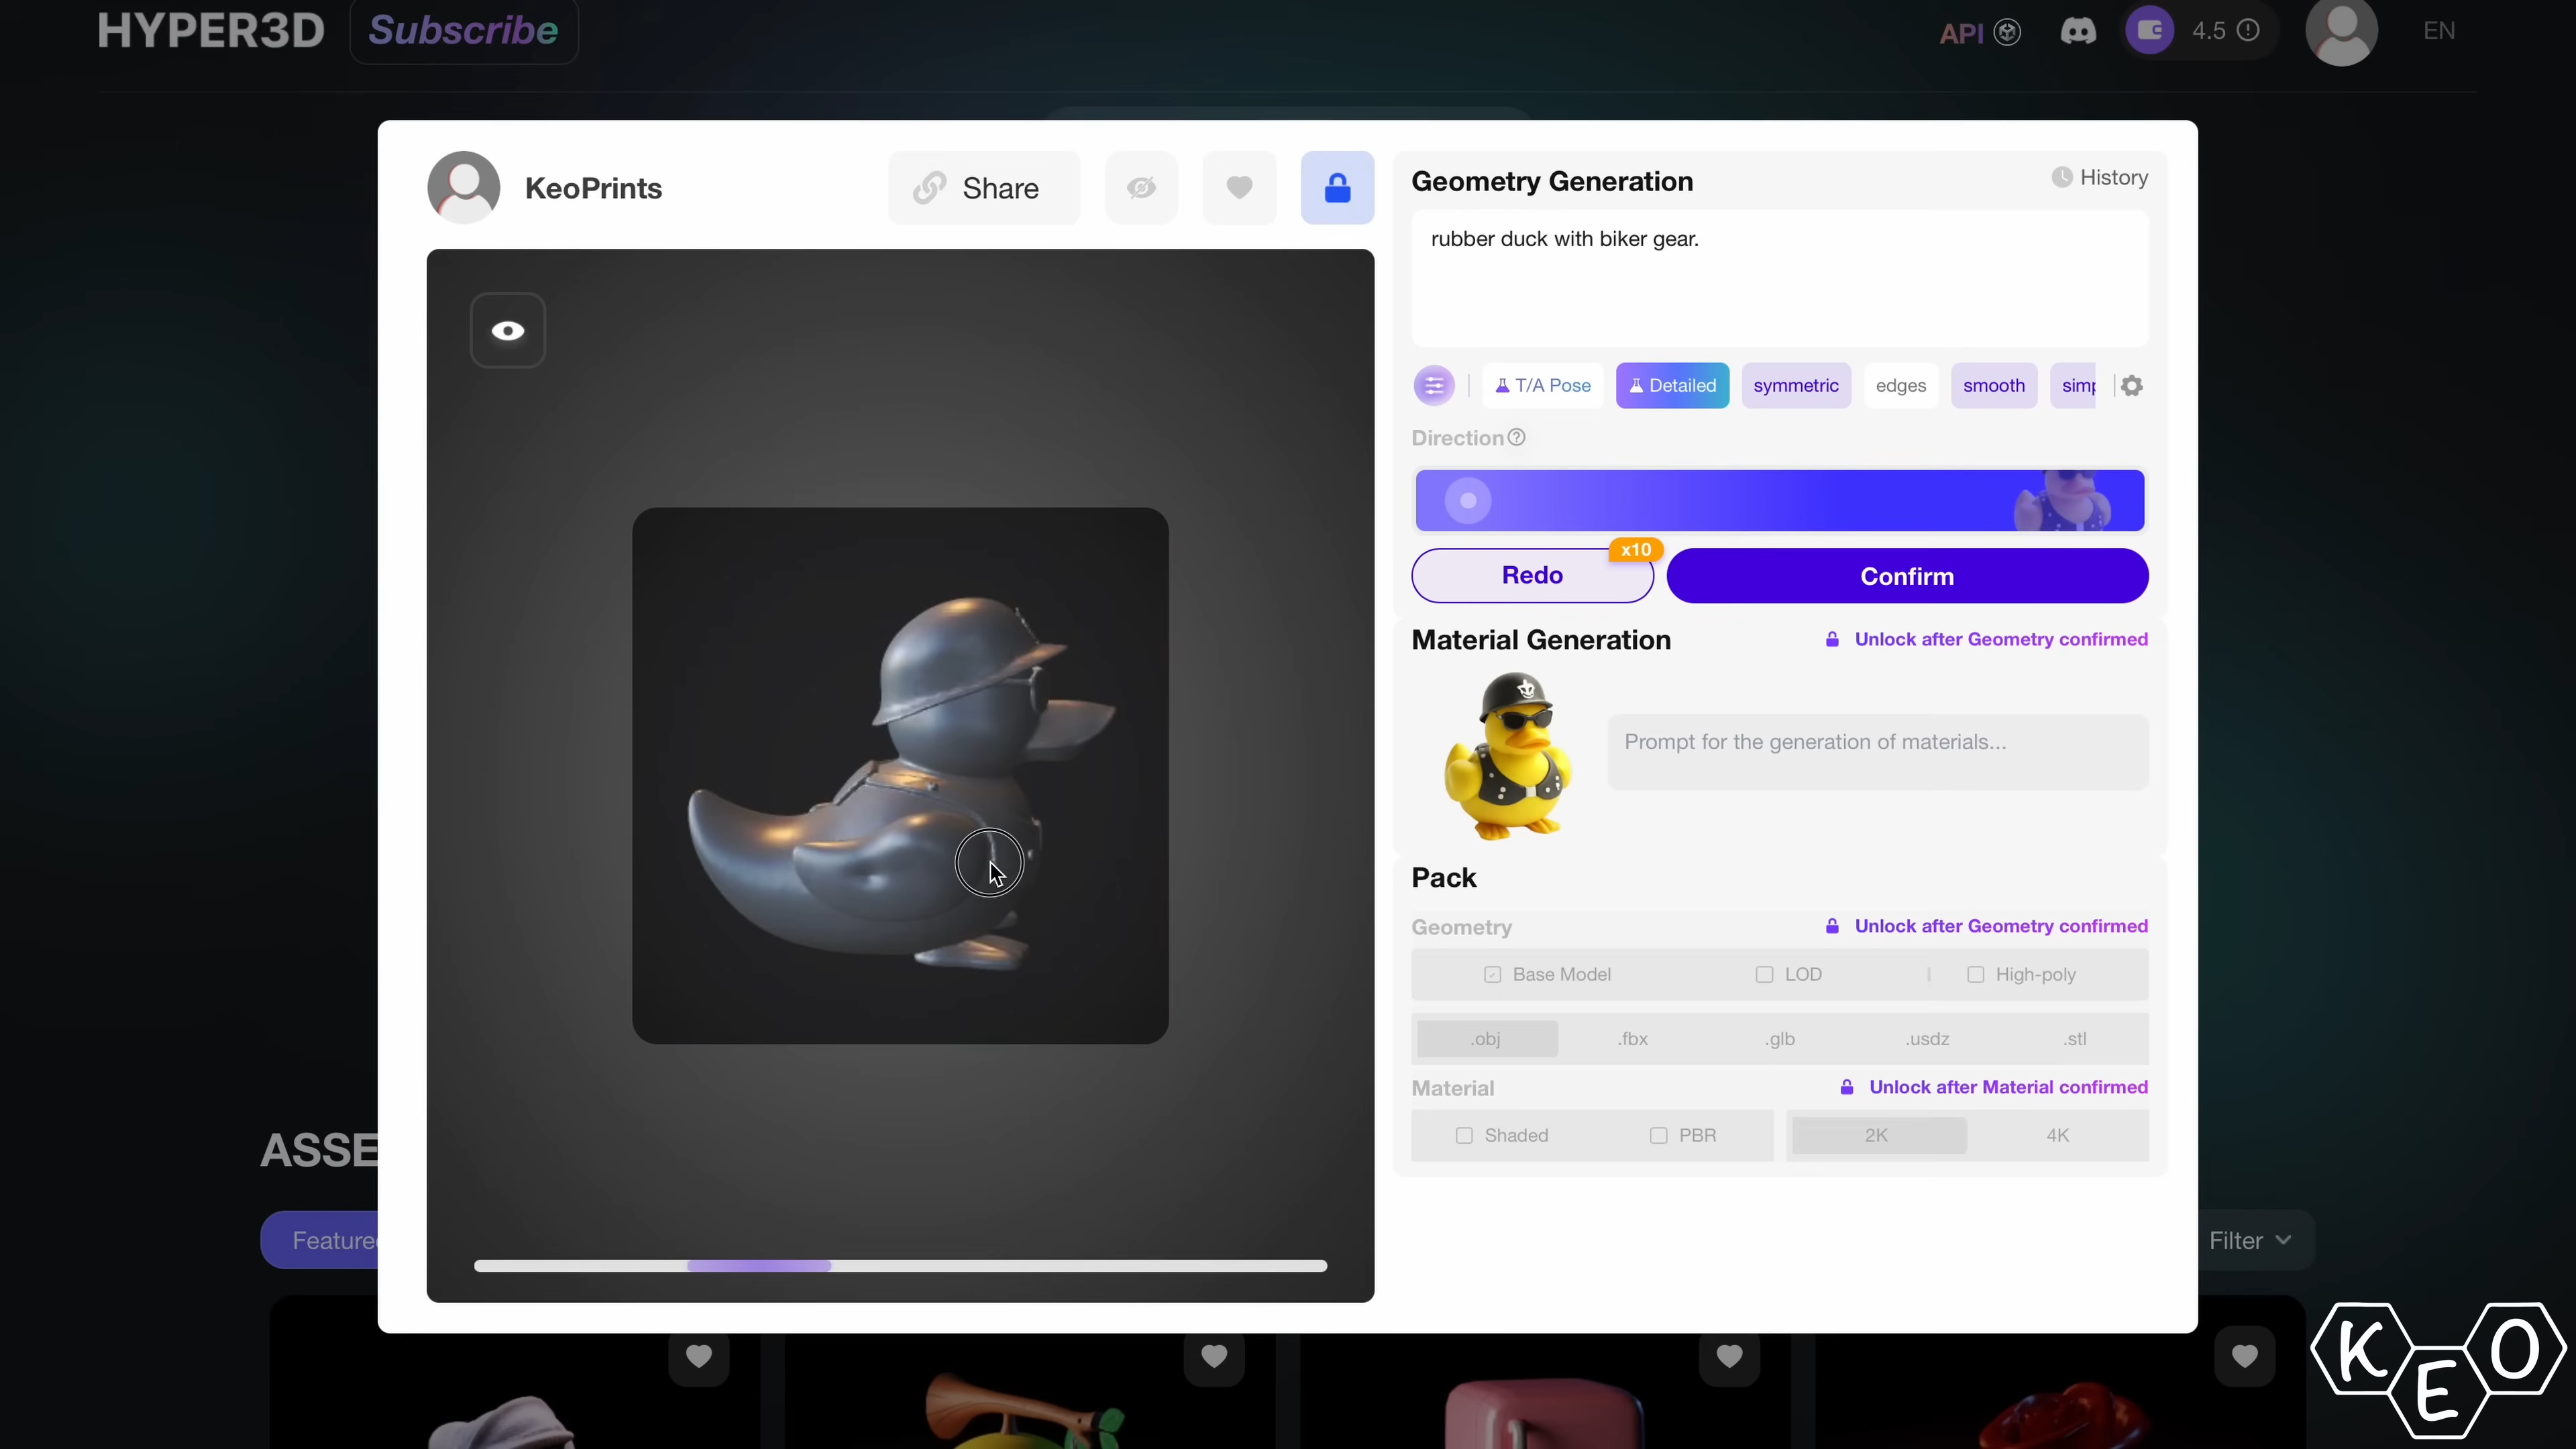 HYPER3D
Subscribe
API
4.5
EN
KeoPrints
Share
Geometry Generation
History
rubber duck with biker gear.
T/A Pose
Detailed
symmetric
edges
smooth
simp
Direction
Redo
x10
Confirm
Material Generation
Unlock after Geometry confirmed
Prompt for the generation of materials...
Pack
Geometry
Unlock after Geometry confirmed
Base Model
LOD
High-poly
.obj
.fbx
.glb
.usdz
.stl
Material
Unlock after Material confirmed
Shaded
PBR
2K
4K
ASSE
Feature
Filter
KEO